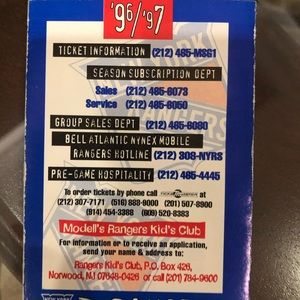 '96/'97
TICKET INFORMATION (212) 465-MSG1
SEASON SUBSCRIPTION DEPT
Sales (212) 465-6073
Service (212) 465-6050
GROUP SALES DEPT (212) 465-6080
BELL ATLANTIC NYNEX MOBILE
RANGERS HOTLINE (212) 308-NYRS
PRE-GAME HOSPITALITY (212) 465-4445
To order tickets by phone call TICKETMASTER at
(212) 307-7171 (516) 888-9000 (201) 507-8900
(914) 454-3388 (609) 520-8383
Modell's Rangers Kid's Club
For information or to receive an application,
send your name & address to:
Rangers Kid's Club, P.O. Box 426,
Norwood, NJ 07648-0426 or call (201) 784-9600
NEW YORK